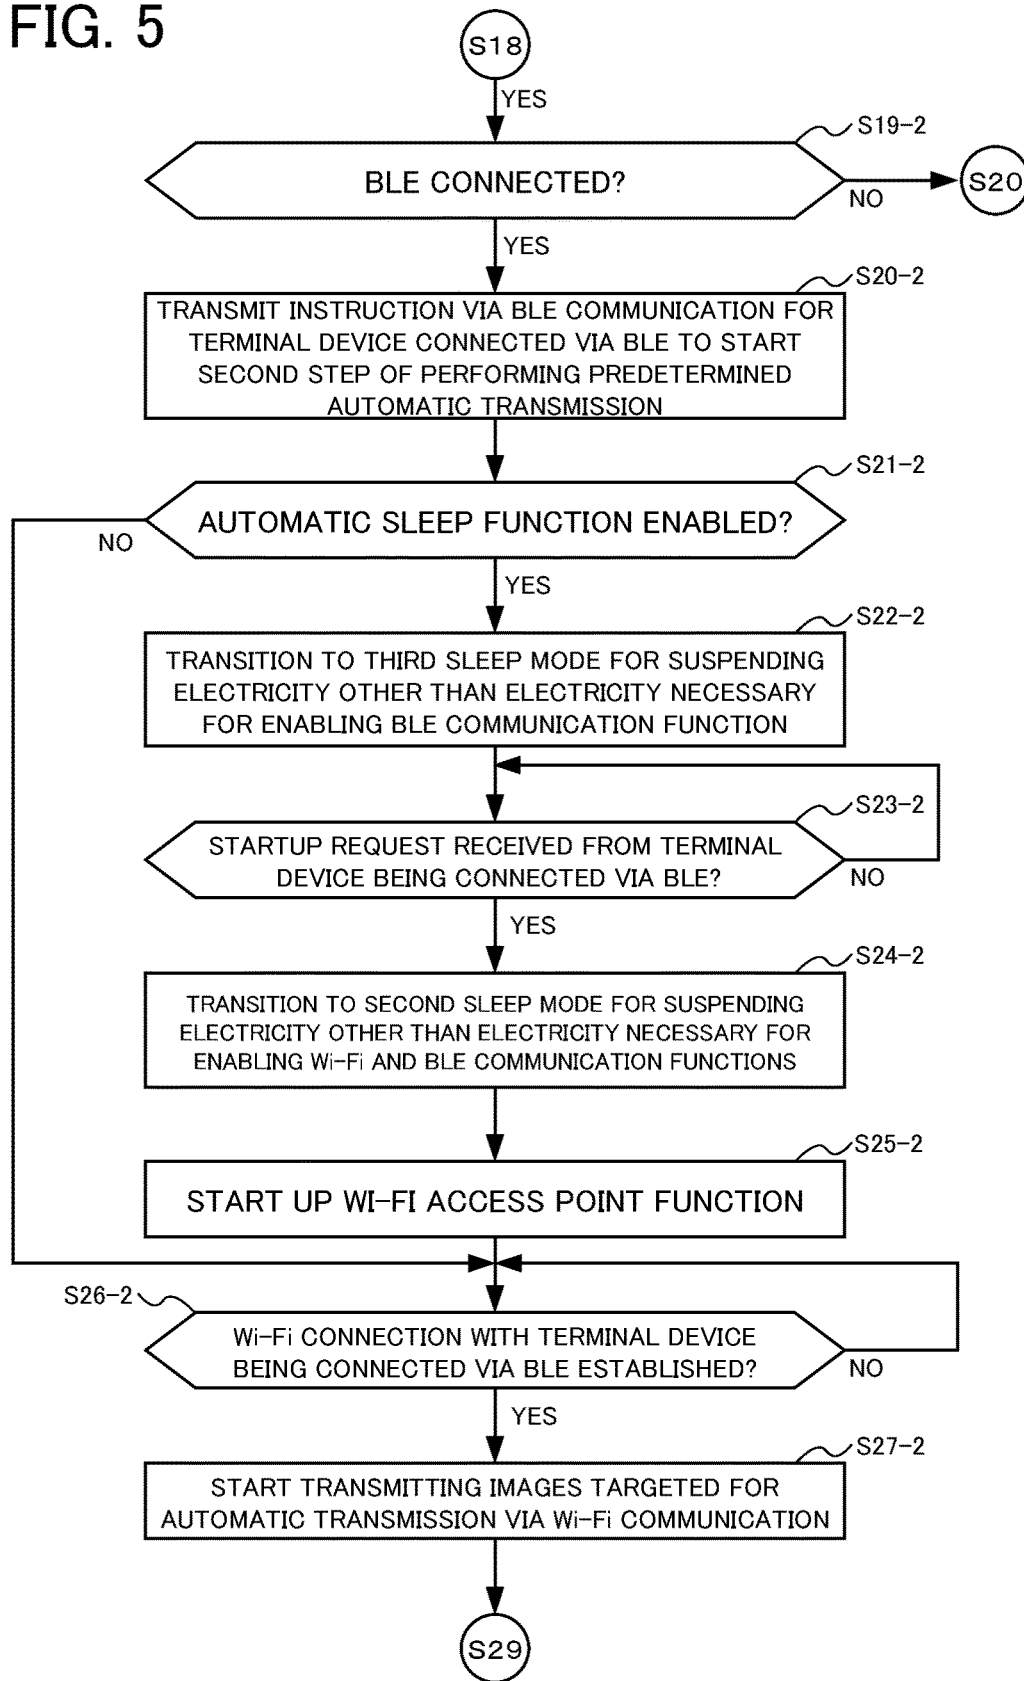 FIG. 5
S18
YES
S19-2
BLE CONNECTED?
NO
S20
YES
S20-2
TRANSMIT INSTRUCTION VIA BLE COMMUNICATION FOR
TERMINAL DEVICE CONNECTED VIA BLE TO START
SECOND STEP OF PERFORMING PREDETERMINED
AUTOMATIC TRANSMISSION
S21-2
AUTOMATIC SLEEP FUNCTION ENABLED?
NO
YES
S22-2
TRANSITION TO THIRD SLEEP MODE FOR SUSPENDING
ELECTRICITY OTHER THAN ELECTRICITY NECESSARY
FOR ENABLING BLE COMMUNICATION FUNCTION
S23-2
STARTUP REQUEST RECEIVED FROM TERMINAL
DEVICE BEING CONNECTED VIA BLE?
NO
YES
S24-2
TRANSITION TO SECOND SLEEP MODE FOR SUSPENDING
ELECTRICITY OTHER THAN ELECTRICITY NECESSARY FOR
ENABLING Wi-Fi AND BLE COMMUNICATION FUNCTIONS
S25-2
START UP WI-FI ACCESS POINT FUNCTION
S26-2
Wi-Fi CONNECTION WITH TERMINAL DEVICE
BEING CONNECTED VIA BLE ESTABLISHED?
NO
YES
S27-2
START TRANSMITTING IMAGES TARGETED FOR
AUTOMATIC TRANSMISSION VIA Wi-Fi COMMUNICATION
S29